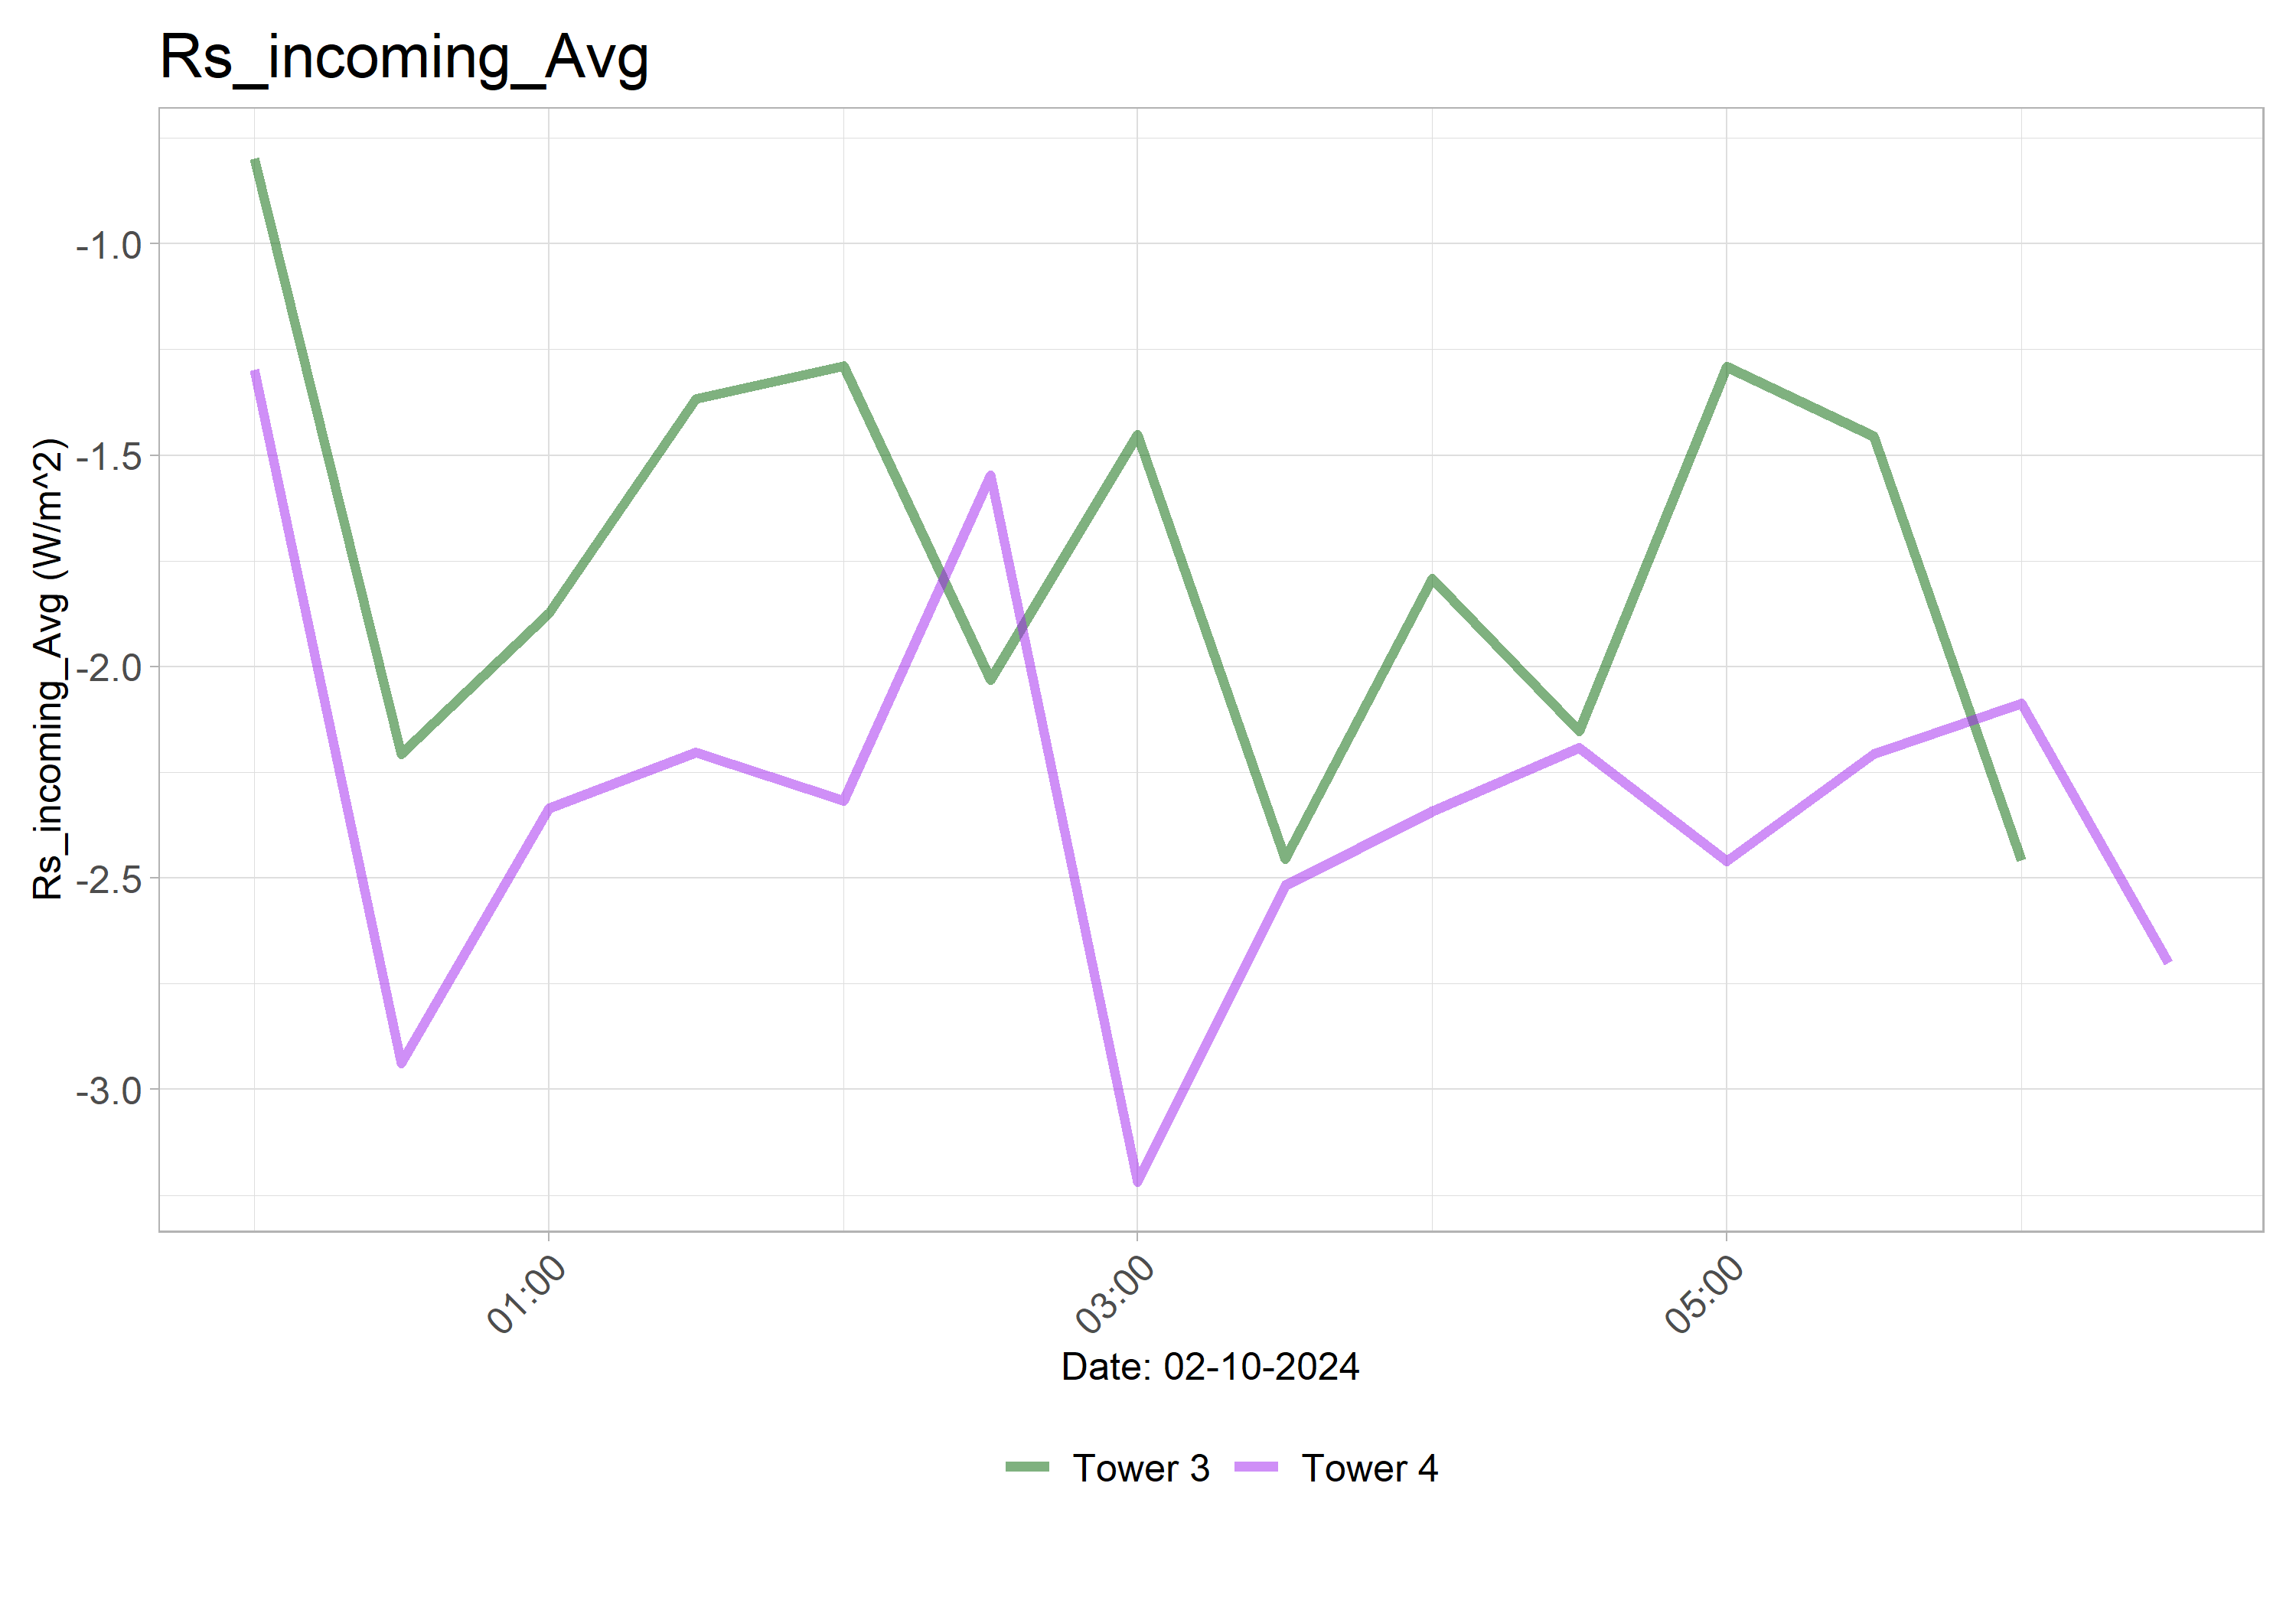 Rs_incoming_Avg
Rs_incoming_Avg (W/m^2)
-1.0
-1.5
-2.0
-2.5
-3.0
01:00
03:00
05:00
Date: 02-10-2024
Tower 3
Tower 4